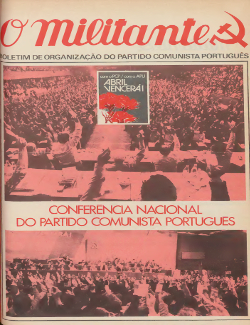 O Militante
BOLETIM DE ORGANIZAÇÃO DO PARTIDO COMUNISTA PORTUGUÊS
ABRIL
VENCERÁ!
CONFERÊNCIA NACIONAL
DO PARTIDO COMUNISTA PORTUGUÊS